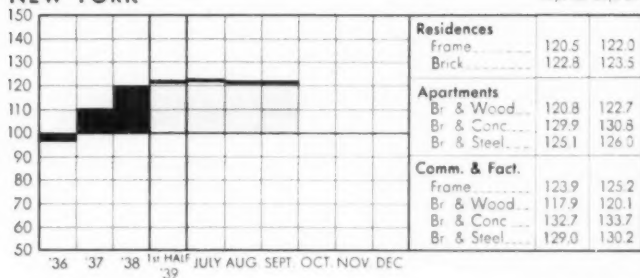 NEW YORK
150
140
130
120
110
100
90
80
70
60
50
'36 '37 '38 1st HALF '39 JULY AUG. SEPT. OCT. NOV. DEC
Residences
Frame 120.5 122.0
Brick 122.8 123.5
Apartments
Br. & Wood 120.8 122.7
Br. & Conc. 129.9 130.8
Br. & Steel 125.1 126.0
Comm. & Fact.
Frame 123.9 125.2
Br. & Wood 117.9 120.1
Br. & Conc. 132.7 133.7
Br. & Steel 129.0 130.2